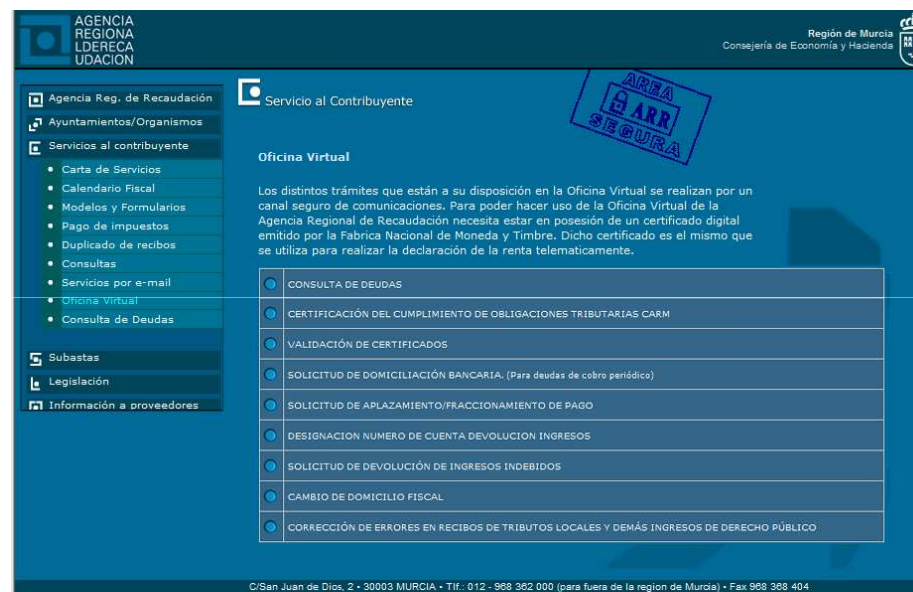 AGENCIA
REGIONA
LDERECA
UDACION
Región de Murcia
Consejería de Economía y Hacienda
Agencia Reg. de Recaudación
Ayuntamientos/Organismos
Servicios al contribuyente
Carta de Servicios
Calendario Fiscal
Modelos y Formularios
Pago de impuestos
Duplicado de recibos
Consultas
Servicios por e-mail
Oficina Virtual
Consulta de Deudas
Subastas
Legislación
Información a proveedores
Servicio al Contribuyente
AREA
ARR
SEGURA
Oficina Virtual
Los distintos trámites que están a su disposición en la Oficina Virtual se realizan por un
canal seguro de comunicaciones. Para poder hacer uso de la Oficina Virtual de la
Agencia Regional de Recaudación necesita estar en posesión de un certificado digital
emitido por la Fabrica Nacional de Moneda y Timbre. Dicho certificado es el mismo que
se utiliza para realizar la declaración de la renta telematicamente.
CONSULTA DE DEUDAS
CERTIFICACIÓN DEL CUMPLIMIENTO DE OBLIGACIONES TRIBUTARIAS CARM
VALIDACIÓN DE CERTIFICADOS
SOLICITUD DE DOMICILIACIÓN BANCARIA. (Para deudas de cobro periódico)
SOLICITUD DE APLAZAMIENTO/FRACCIONAMIENTO DE PAGO
DESIGNACION NUMERO DE CUENTA DEVOLUCION INGRESOS
SOLICITUD DE DEVOLUCIÓN DE INGRESOS INDEBIDOS
CAMBIO DE DOMICILIO FISCAL
CORRECCIÓN DE ERRORES EN RECIBOS DE TRIBUTOS LOCALES Y DEMÁS INGRESOS DE DERECHO PÚBLICO
C/San Juan de Dios, 2 • 30003 MURCIA • Tlf.: 012 - 968 362 000 (para fuera de la region de Murcia) • Fax 968 368 404